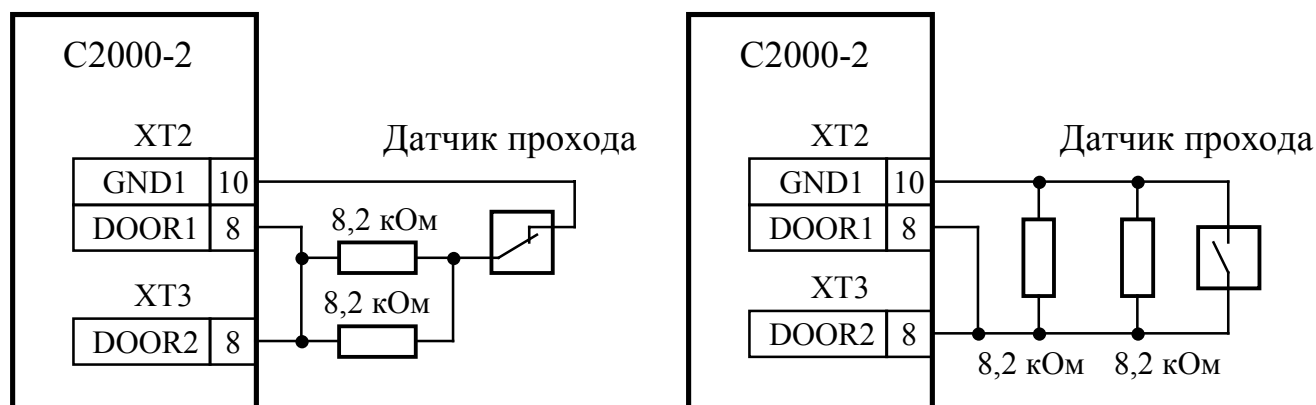 С2000-2
XT2
Датчик прохода
GND1 10
DOOR1 8
8,2 кОм
XT3
8,2 кОм
DOOR2 8
С2000-2
XT2
Датчик прохода
GND1 10
DOOR1 8
XT3
DOOR2 8
8,2 кОм 8,2 кОм